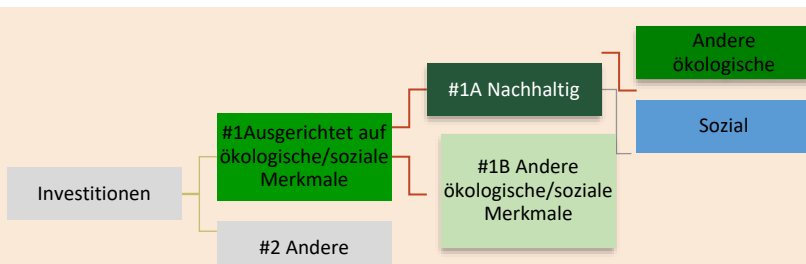 Andere
ökologische
#1A Nachhaltig
Sozial
#1Ausgerichtet auf
ökologische/soziale
Merkmale
#1B Andere
ökologische/soziale
Merkmale
Investitionen
#2 Andere